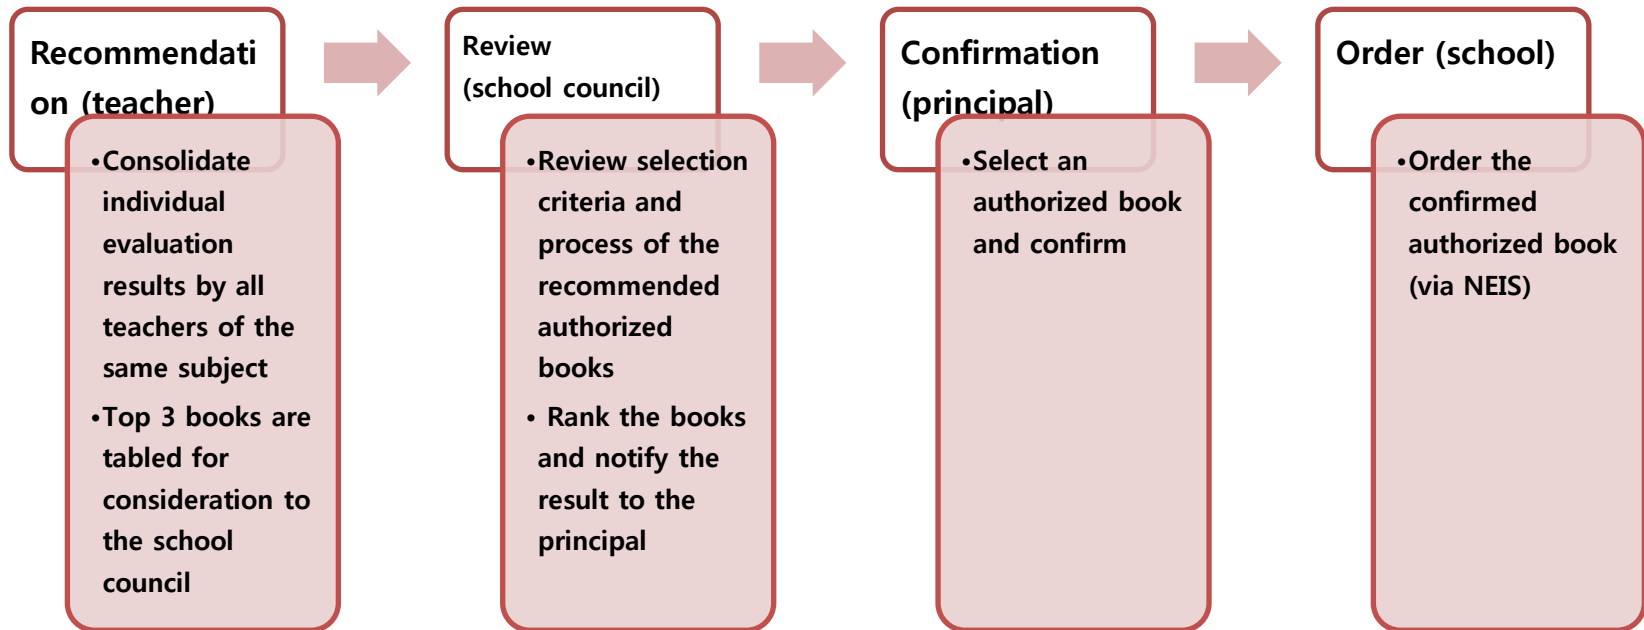 Recommendati
on (teacher)
•Consolidate
individual
evaluation
results by all
teachers of the
same subject
•Top 3 books are
tabled for
consideration to
the school
council
Review
(school council)
•Review selection
criteria and
process of the
recommended
authorized
books
• Rank the books
and notify the
result to the
principal
Confirmation
(principal)
•Select an
authorized book
and confirm
Order (school)
•Order the
confirmed
authorized book
(via NEIS)